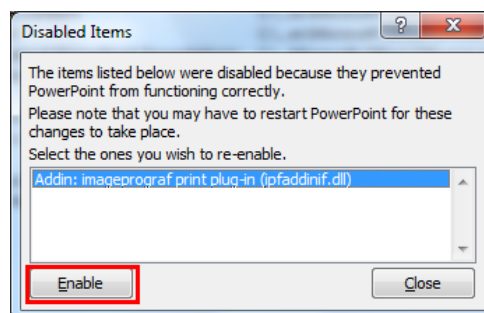 Disabled Items
The items listed below were disabled because they prevented
PowerPoint from functioning correctly.
Please note that you may have to restart PowerPoint for these
changes to take place.
Select the ones you wish to re-enable.
Addin: imageprograf print plug-in (ipfaddinif.dll)
Enable
Close